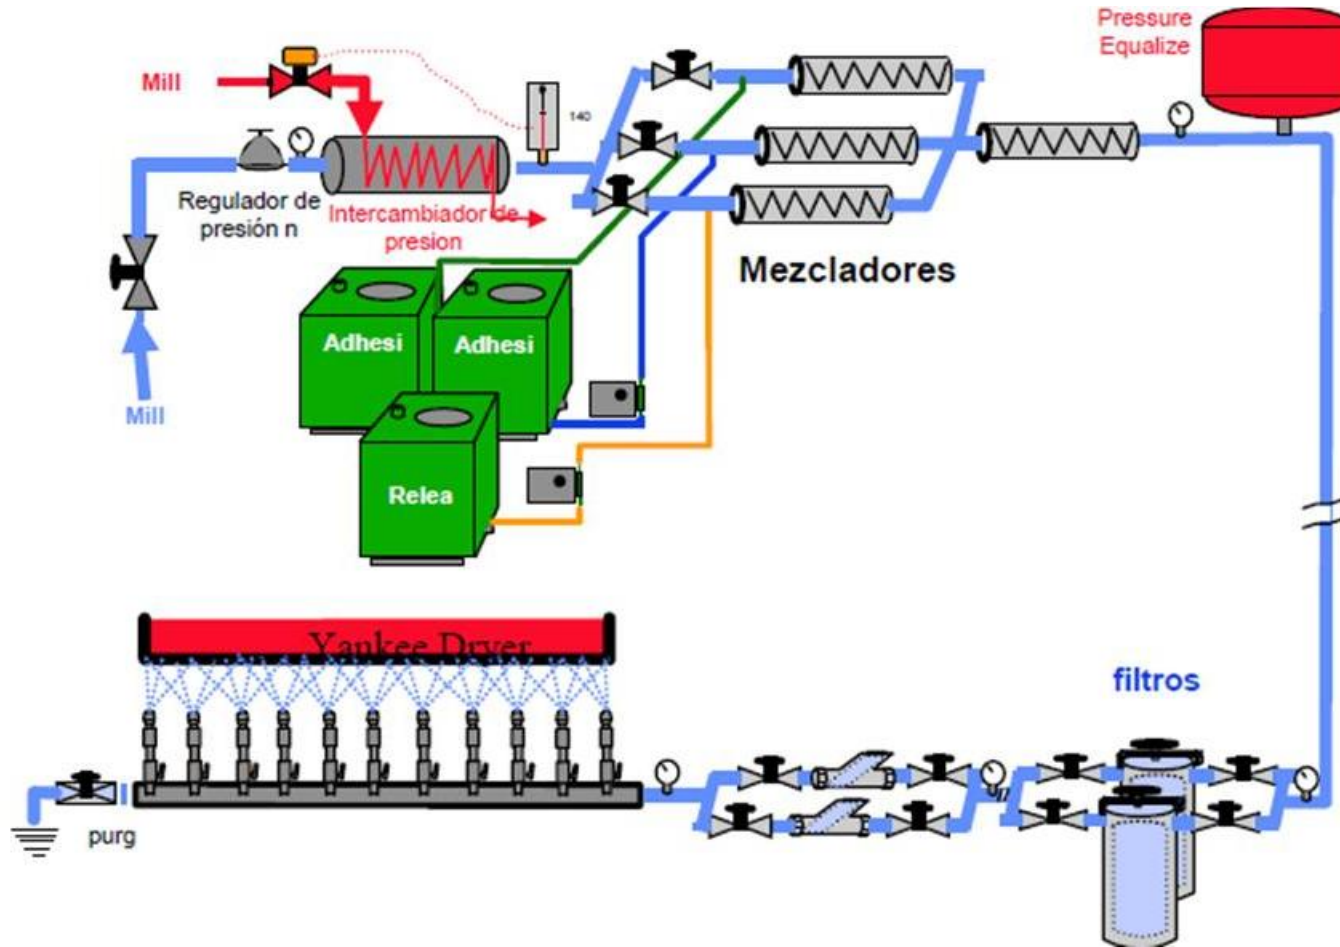 Pressure
Equalize
Mill
140
Regulador de
presión n
Intercambiador de
presion
Mezcladores
Adhesi
Adhesi
Mill
Relea
Yankee Dryer
filtros
purg